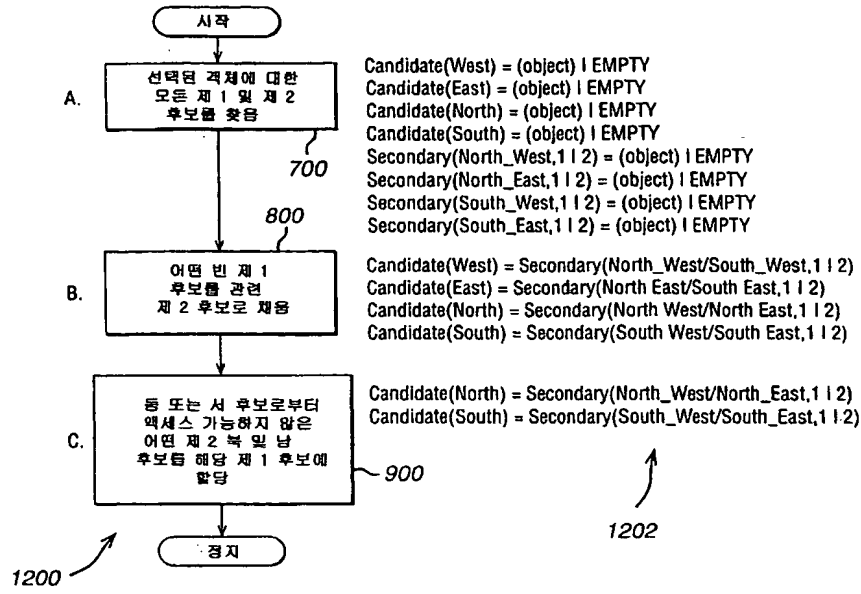 시작
A.
선택된 객체에 대한
모든 제 1 및 제 2
후보를 찾음
700
Candidate(West) = (object) | EMPTY
Candidate(East) = (object) | EMPTY
Candidate(North) = (object) | EMPTY
Candidate(South) = (object) | EMPTY
Secondary(North_West,1 | 2) = (object) | EMPTY
Secondary(North_East,1 | 2) = (object) | EMPTY
Secondary(South_West,1 | 2) = (object) | EMPTY
Secondary(South_East,1 | 2) = (object) | EMPTY
800
B.
어떤 빈 제 1
후보를 관련
제 2 후보로 채움
Candidate(West) = Secondary(North_West/South_West,1 | 2)
Candidate(East) = Secondary(North East/South East,1 | 2)
Candidate(North) = Secondary(North West/North East,1 | 2)
Candidate(South) = Secondary(South West/South East,1 | 2)
C.
동 또는 서 후보로부터
액세스 가능하지 않은
어떤 제 2 북 및 남
후보를 해당 제 1 후보에
할당
900
Candidate(North) = Secondary(North_West/North_East,1 | 2)
Candidate(South) = Secondary(South_West/South_East,1 | 2)
1202
정지
1200